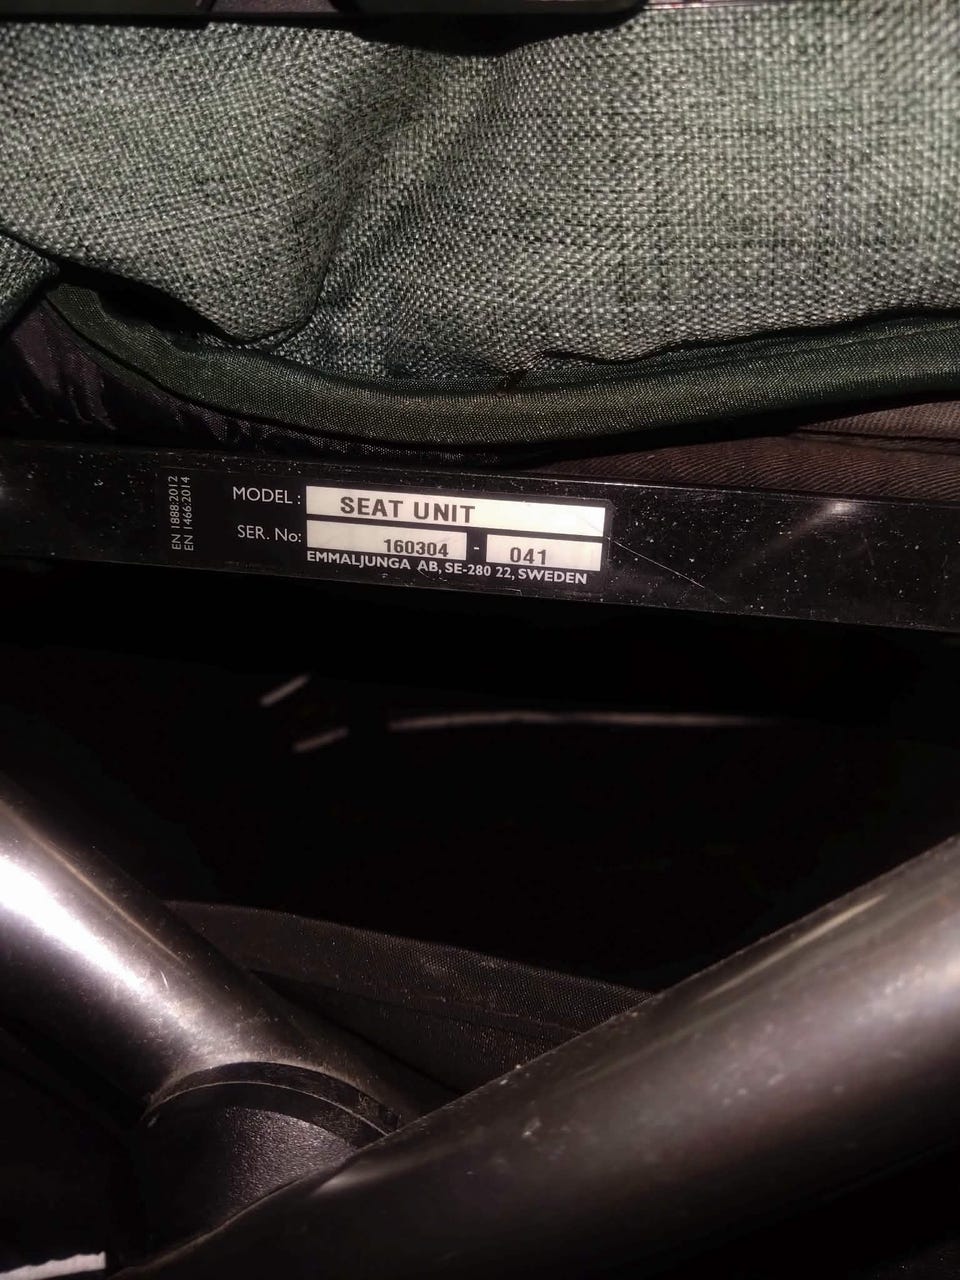 EN 1888:2012
EN 1466:2014
MODEL : SEAT UNIT
SER. No: 160304 - 041
EMMALJUNGA AB, SE-280 22, SWEDEN